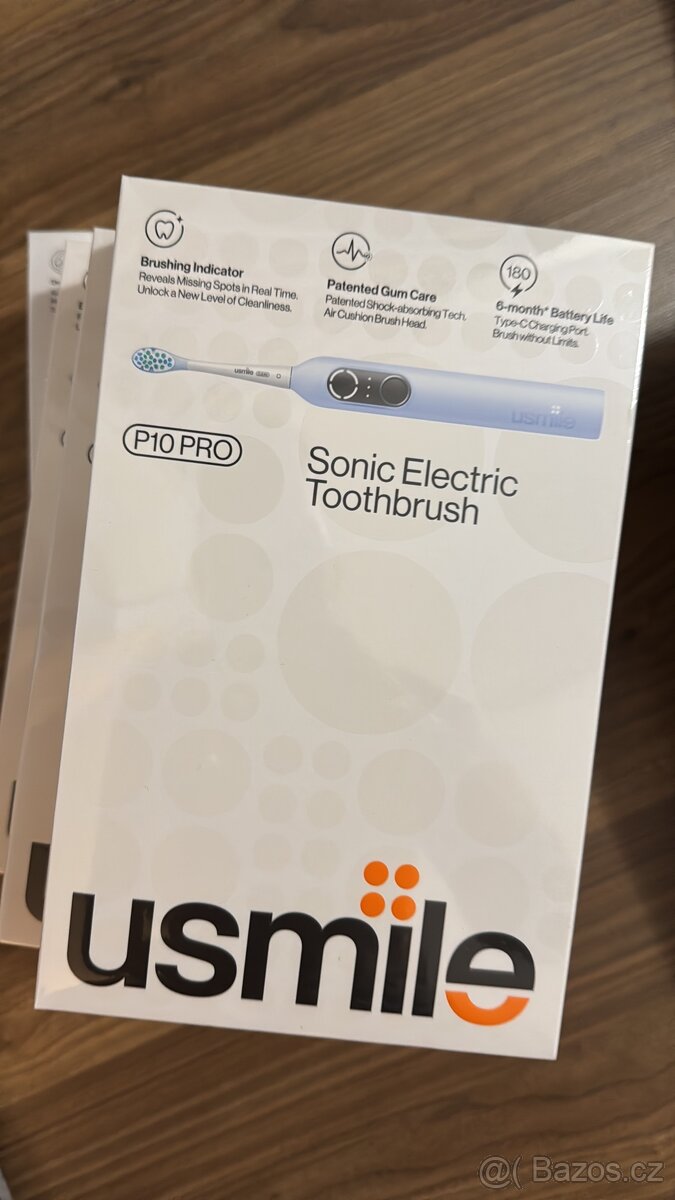 Brushing Indicator
Reveals Missing Spots in Real Time.
Unlock a New Level of Cleanliness.
Patented Gum Care
Patented Shock-absorbing Tech,
Air Cushion Brush Head.
180
6-month* Battery Life
Type-C Charging Port.
Brush without Limits.
usmile
usmile
P10 PRO
Sonic Electric
Toothbrush
usmile
@( Bazos.cz